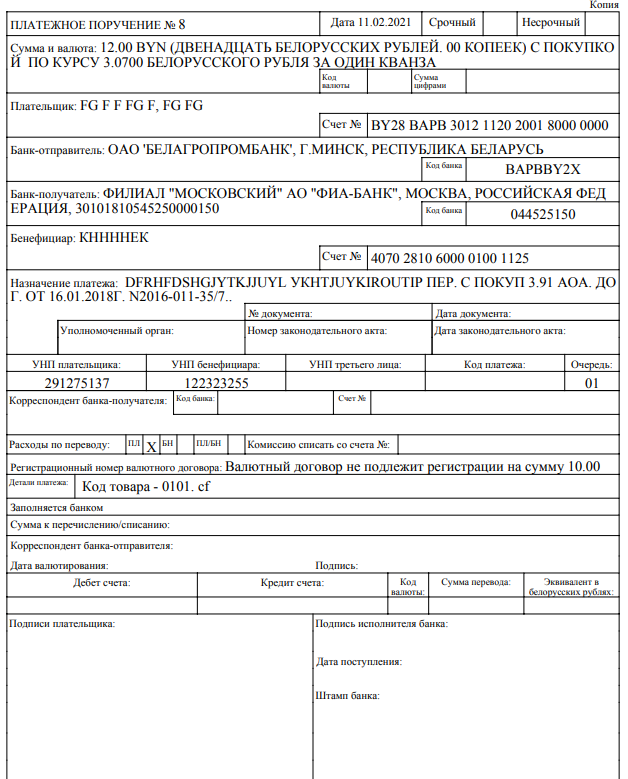 Копия
ПЛАТЕЖНОЕ ПОРУЧЕНИЕ № 8 Дата 11.02.2021 Срочный Несрочный
Сумма и валюта: 12.00 BYN (ДВЕНАДЦАТЬ БЕЛОРУССКИХ РУБЛЕЙ. 00 КОПЕЕК) С ПОКУПКО
Й ПО КУРСУ 3.0700 БЕЛОРУССКОГО РУБЛЯ ЗА ОДИН КВАНЗА
Код валюты Сумма цифрами
Плательщик: FG F F FG F, FG FG
Счет № BY28 BAPB 3012 1120 2001 8000 0000
Банк-отправитель: ОАО 'БЕЛАГРОПРОМБАНК', Г.МИНСК, РЕСПУБЛИКА БЕЛАРУСЬ
Код банка BAPBBY2X
Банк-получатель: ФИЛИАЛ "МОСКОВСКИЙ" АО "ФИА-БАНК", МОСКВА, РОССИЙСКАЯ ФЕД
ЕРАЦИЯ, 30101810545250000150
Код банка 044525150
Бенефициар: КННННЕК
Счет № 4070 2810 6000 0100 1125
Назначение платежа: DFRHFDSHGJYTKJJUYL УКНТJUYKIROUTIP ПЕР. С ПОКУП 3.91 АОА. ДО
Г. ОТ 16.01.2018Г. N2016-011-35/7..
№ документа: Дата документа:
Уполномоченный орган: Номер законодательного акта: Дата законодательного акта:
УНП плательщика: УНП бенефициара: УНП третьего лица: Код платежа: Очередь:
291275137 122323255 01
Корреспондент банка-получателя: Код банка: Счет №
Расходы по переводу: ПЛ X БН ПЛ/БН Комиссию списать со счета №:
Регистрационный номер валютного договора: Валютный договор не подлежит регистрации на сумму 10.00
Детали платежа: Код товара - 0101. cf
Заполняется банком
Сумма к перечислению/списанию:
Корреспондент банка-отправителя:
Дата валютирования: Подпись:
Дебет счета: Кредит счета: Код валюты: Сумма перевода: Эквивалент в белорусских рублях:
Подписи плательщика: Подпись исполнителя банка:
Дата поступления:
Штамп банка: